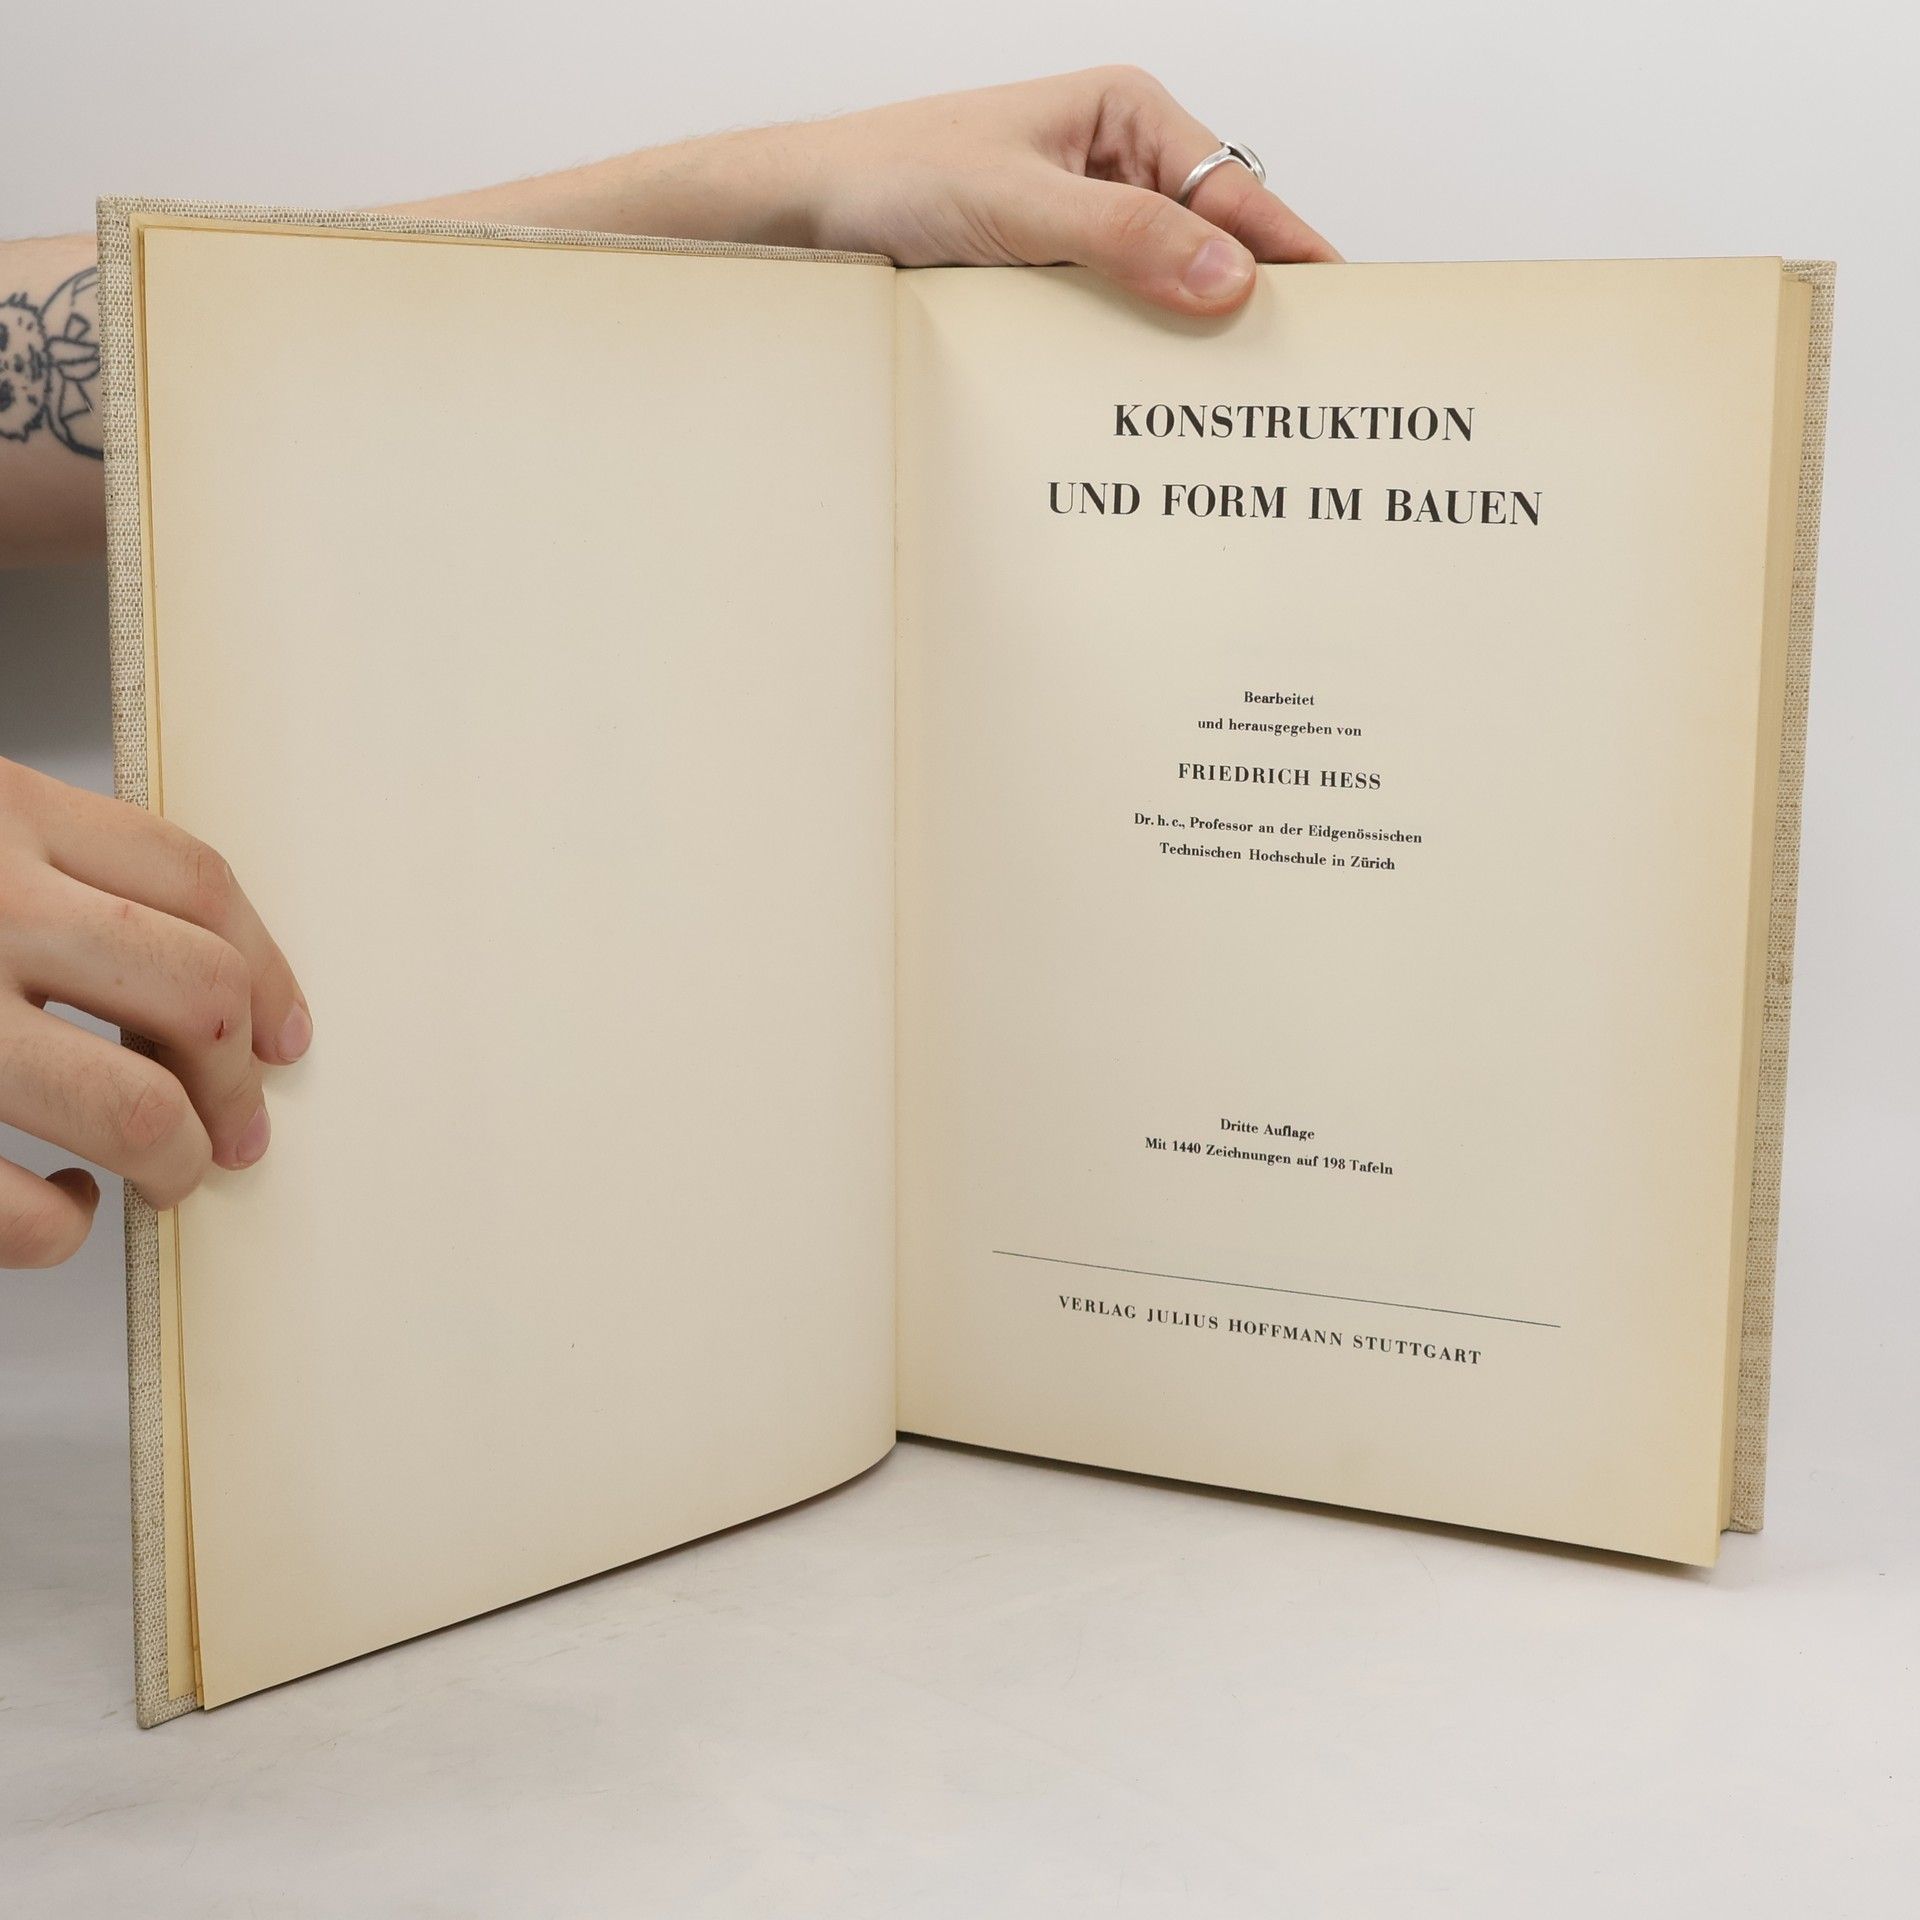 KONSTRUKTION
UND FORM IM BAUEN
Bearbeitet
und herausgegeben von
FRIEDRICH HESS
Dr. h. c., Professor an der Eidgenössischen
Technischen Hochschule in Zürich
Dritte Auflage
Mit 1440 Zeichnungen auf 198 Tafeln
VERLAG JULIUS HOFFMANN STUTTGART